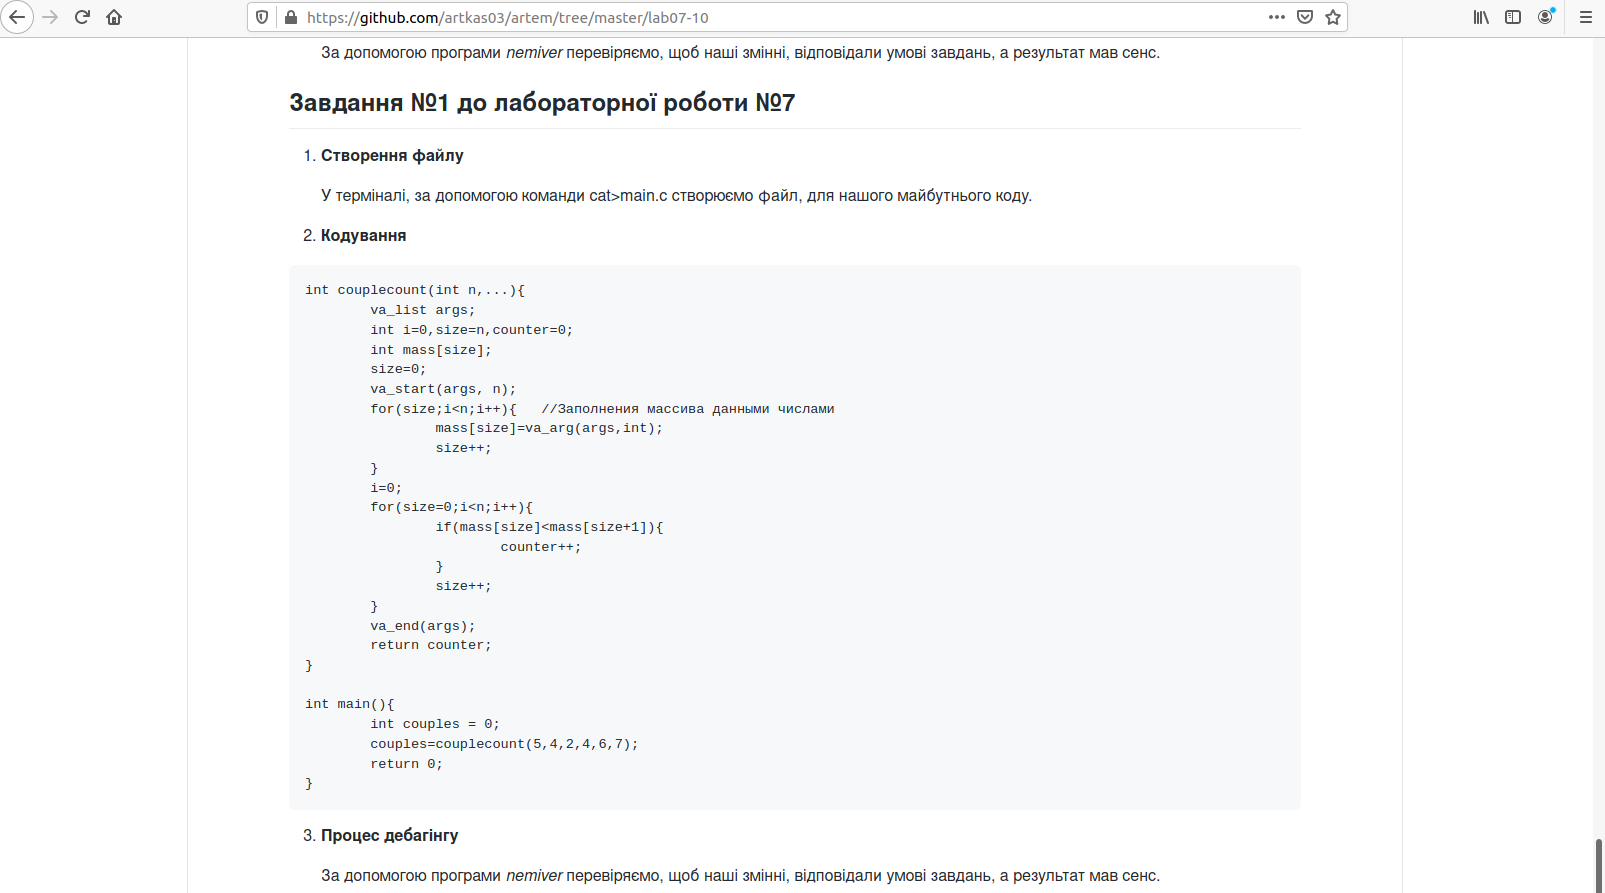 https://github.com/artkas03/artem/tree/master/lab07-10
За допомогою програми nemiver перевіряємо, щоб наші змінні, відповідали умові завдань, а результат мав сенс.
Завдання №1 до лабораторної роботи №7
1. Створення файлу
У терміналі, за допомогою команди cat>main.c створюємо файл, для нашого майбутнього коду.
2. Кодування
int couplecount(int n,...){
        va_list args;
        int i=0,size=n,counter=0;
        int mass[size];
        size=0;
        va_start(args, n);
        for(size;i<n;i++){   //Заполнения массива данными числами
                mass[size]=va_arg(args,int);
                size++;
        }
        i=0;
        for(size=0;i<n;i++){
                if(mass[size]<mass[size+1]){
                        counter++;
                }
                size++;
        }
        va_end(args);
        return counter;
}
int main(){
        int couples = 0;
        couples=couplecount(5,4,2,4,6,7);
        return 0;
}
3. Процес дебагінгу
За допомогою програми nemiver перевіряємо, щоб наші змінні, відповідали умові завдань, а результат мав сенс.